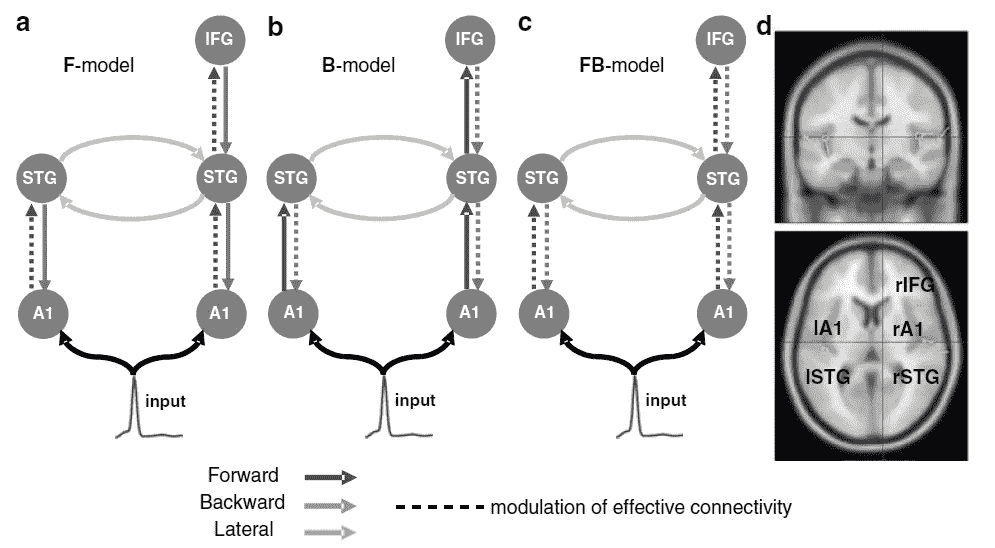 a
F-model
IFG
STG
STG
A1
A1
input
b
B-model
IFG
STG
STG
A1
A1
input
c
FB-model
IFG
STG
STG
A1
A1
input
d
rIFG
lA1
rA1
lSTG
rSTG
Forward
Backward
Lateral
modulation of effective connectivity